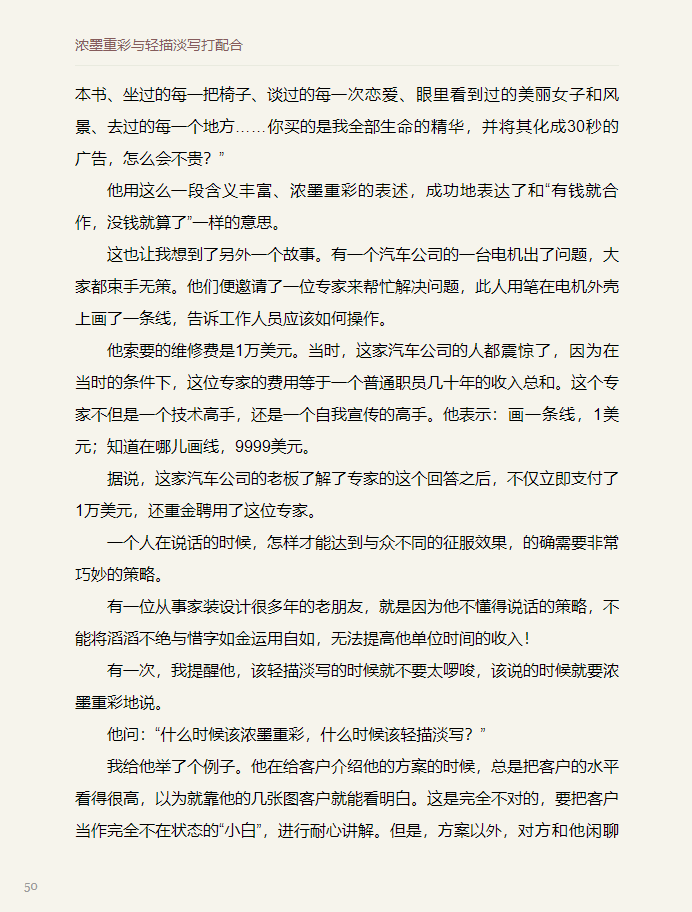 浓墨重彩与轻描淡写打配合
本书、坐过的每一把椅子、谈过的每一次恋爱、眼里看到过的美丽女子和风
景、去过的每一个地方……你买的是我全部生命的精华，并将其化成30秒的
广告，怎么会不贵？”
他用这么一段含义丰富、浓墨重彩的表述，成功地表达了和“有钱就合
作，没钱就算了”一样的意思。
这也让我想到了另外一个故事。有一个汽车公司的一台电机出了问题，大
家都束手无策。他们便邀请了一位专家来帮忙解决问题，此人用笔在电机外壳
上画了一条线，告诉工作人员应该如何操作。
他索要的维修费是1万美元。当时，这家汽车公司的人都震惊了，因为在
当时的条件下，这位专家的费用等于一个普通职员几十年的收入总和。这个专
家不但是一个技术高手，还是一个自我宣传的高手。他表示：画一条线，1美
元；知道在哪儿画线，9999美元。
据说，这家汽车公司的老板了解了专家的这个回答之后，不仅立即支付了
1万美元，还重金聘用了这位专家。
一个人在说话的时候，怎样才能达到与众不同的征服效果，的确需要非常
巧妙的策略。
有一位从事家装设计很多年的老朋友，就是因为他不懂得说话的策略，不
能将滔滔不绝与惜字如金运用自如，无法提高他单位时间的收入！
有一次，我提醒他，该轻描淡写的时候就不要太啰唆，该说的时候就要浓
墨重彩地说。
他问：“什么时候该浓墨重彩，什么时候该轻描淡写？”
我给他举了个例子。他在给客户介绍他的方案的时候，总是把客户的水平
看得很高，以为就靠他的几张图客户就能看明白。这是完全不对的，要把客户
当作完全不在状态的“小白”，进行耐心讲解。但是，方案以外，对方和他闲聊
50